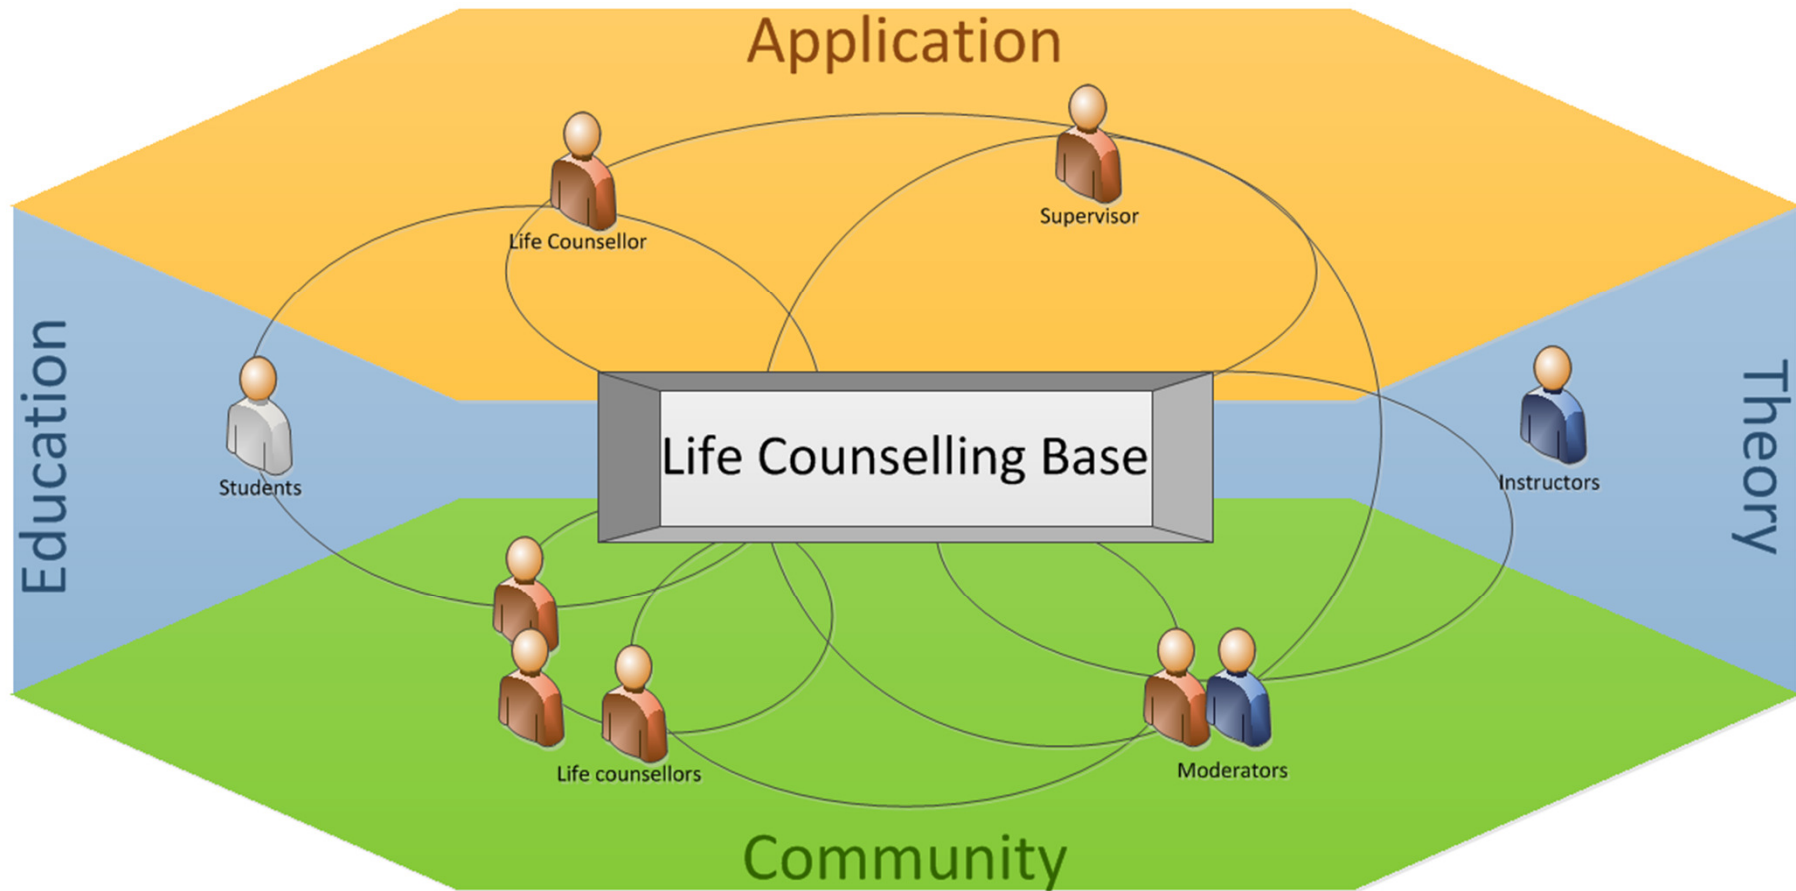 Application
Supervisor
Life Counsellor
Education
Theory
Life Counselling Base
Students
Instructors
Life counsellors
Moderators
Community